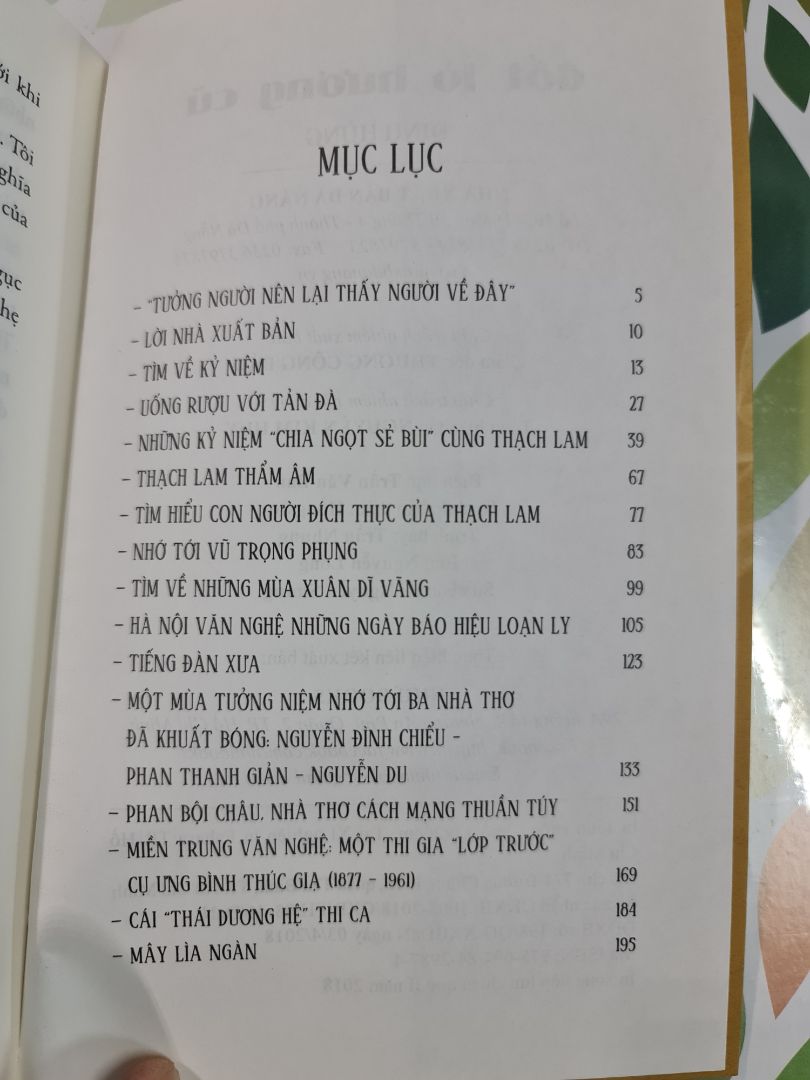 ới khi
. Tôi
ghĩa
của
gục
hẹ
MỤC LỤC
– "TƯỞNG NGƯỜI NÊN LẠI THẤY NGƯỜI VỀ ĐÂY" 5
– LỜI NHÀ XUẤT BẢN 10
– TÌM VỀ KỶ NIỆM 13
– UỐNG RƯỢU VỚI TẢN ĐÀ 27
– NHỮNG KỶ NIỆM "CHIA NGỌT SẺ BÙI" CÙNG THẠCH LAM 39
– THẠCH LAM THẨM ÂM 67
– TÌM HIỂU CON NGƯỜI ĐÍCH THỰC CỦA THẠCH LAM 77
– NHỚ TỚI VŨ TRỌNG PHỤNG 83
– TÌM VỀ NHỮNG MÙA XUÂN DĨ VÃNG 99
– HÀ NỘI VĂN NGHỆ NHỮNG NGÀY BÁO HIỆU LOẠN LY 105
– TIẾNG ĐÀN XƯA 123
– MỘT MÙA TƯỞNG NIỆM NHỚ TỚI BA NHÀ THƠ
ĐÃ KHUẤT BÓNG: NGUYỄN ĐÌNH CHIỂU –
PHAN THANH GIẢN – NGUYỄN DU 133
– PHAN BỘI CHÂU, NHÀ THƠ CÁCH MẠNG THUẦN TÚY 151
– MIỀN TRUNG VĂN NGHỆ: MỘT THI GIA "LỚP TRƯỚC"
CỤ ƯNG BÌNH THÚC GIẠ (1877 – 1961) 169
– CÁI "THÁI DƯƠNG HỆ" THI CA 184
– MÂY LÌA NGÀN 195